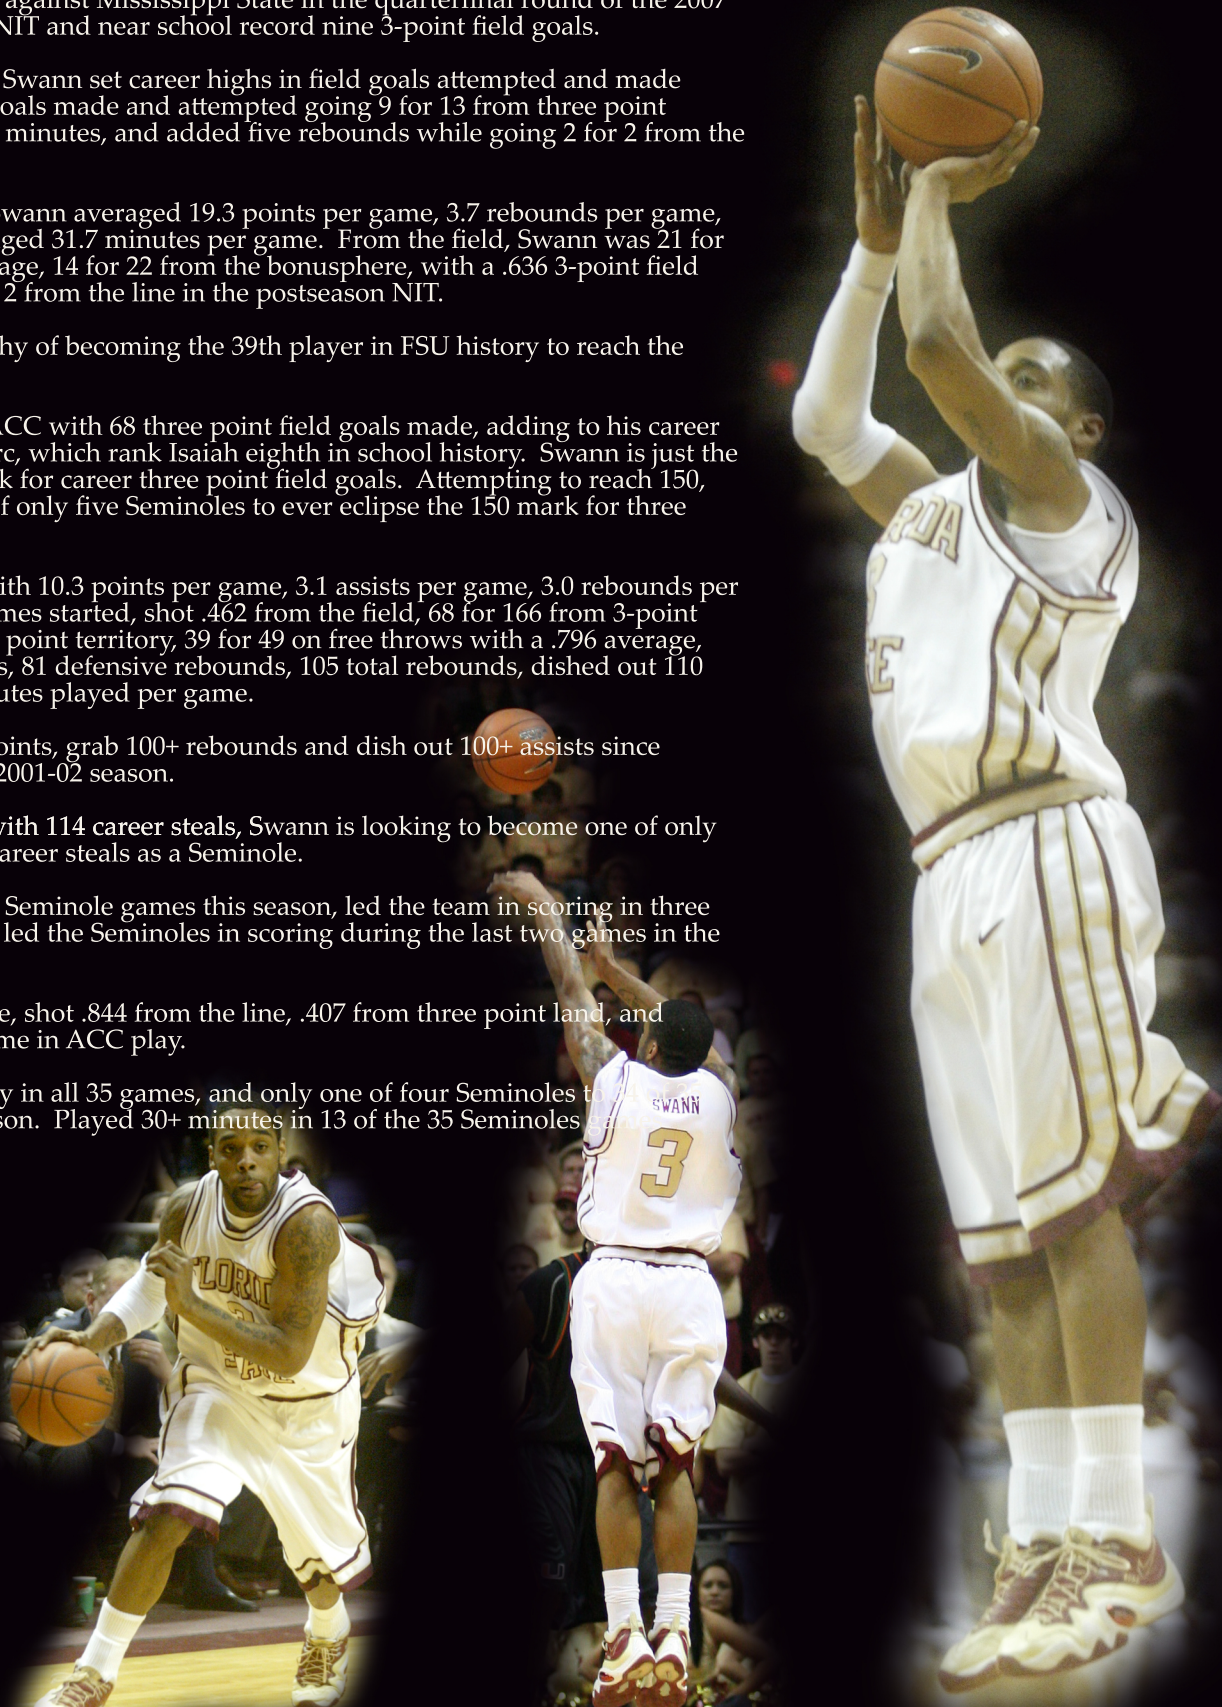 against Mississippi State in the quarterfinal round of the 2007
NIT and near school record nine 3-point field goals.
Swann set career highs in field goals attempted and made
oals made and attempted going 9 for 13 from three point
minutes, and added five rebounds while going 2 for 2 from the
wann averaged 19.3 points per game, 3.7 rebounds per game,
ged 31.7 minutes per game. From the field, Swann was 21 for
age, 14 for 22 from the bonusphere, with a .636 3-point field
2 from the line in the postseason NIT.
hy of becoming the 39th player in FSU history to reach the
ACC with 68 three point field goals made, adding to his career
rc, which rank Isaiah eighth in school history. Swann is just the
k for career three point field goals. Attempting to reach 150,
f only five Seminoles to ever eclipse the 150 mark for three
ith 10.3 points per game, 3.1 assists per game, 3.0 rebounds per
mes started, shot .462 from the field, 68 for 166 from 3-point
point territory, 39 for 49 on free throws with a .796 average,
s, 81 defensive rebounds, 105 total rebounds, dished out 110
utes played per game.
oints, grab 100+ rebounds and dish out 100+ assists since
2001-02 season.
with 114 career steals, Swann is looking to become one of only
areer steals as a Seminole.
Seminole games this season, led the team in scoring in three
led the Seminoles in scoring during the last two games in the
e, shot .844 from the line, .407 from three point land, and
me in ACC play.
y in all 35 games, and only one of four Seminoles to
son. Played 30+ minutes in 13 of the 35 Seminoles
SWANN
3
FLORID
3